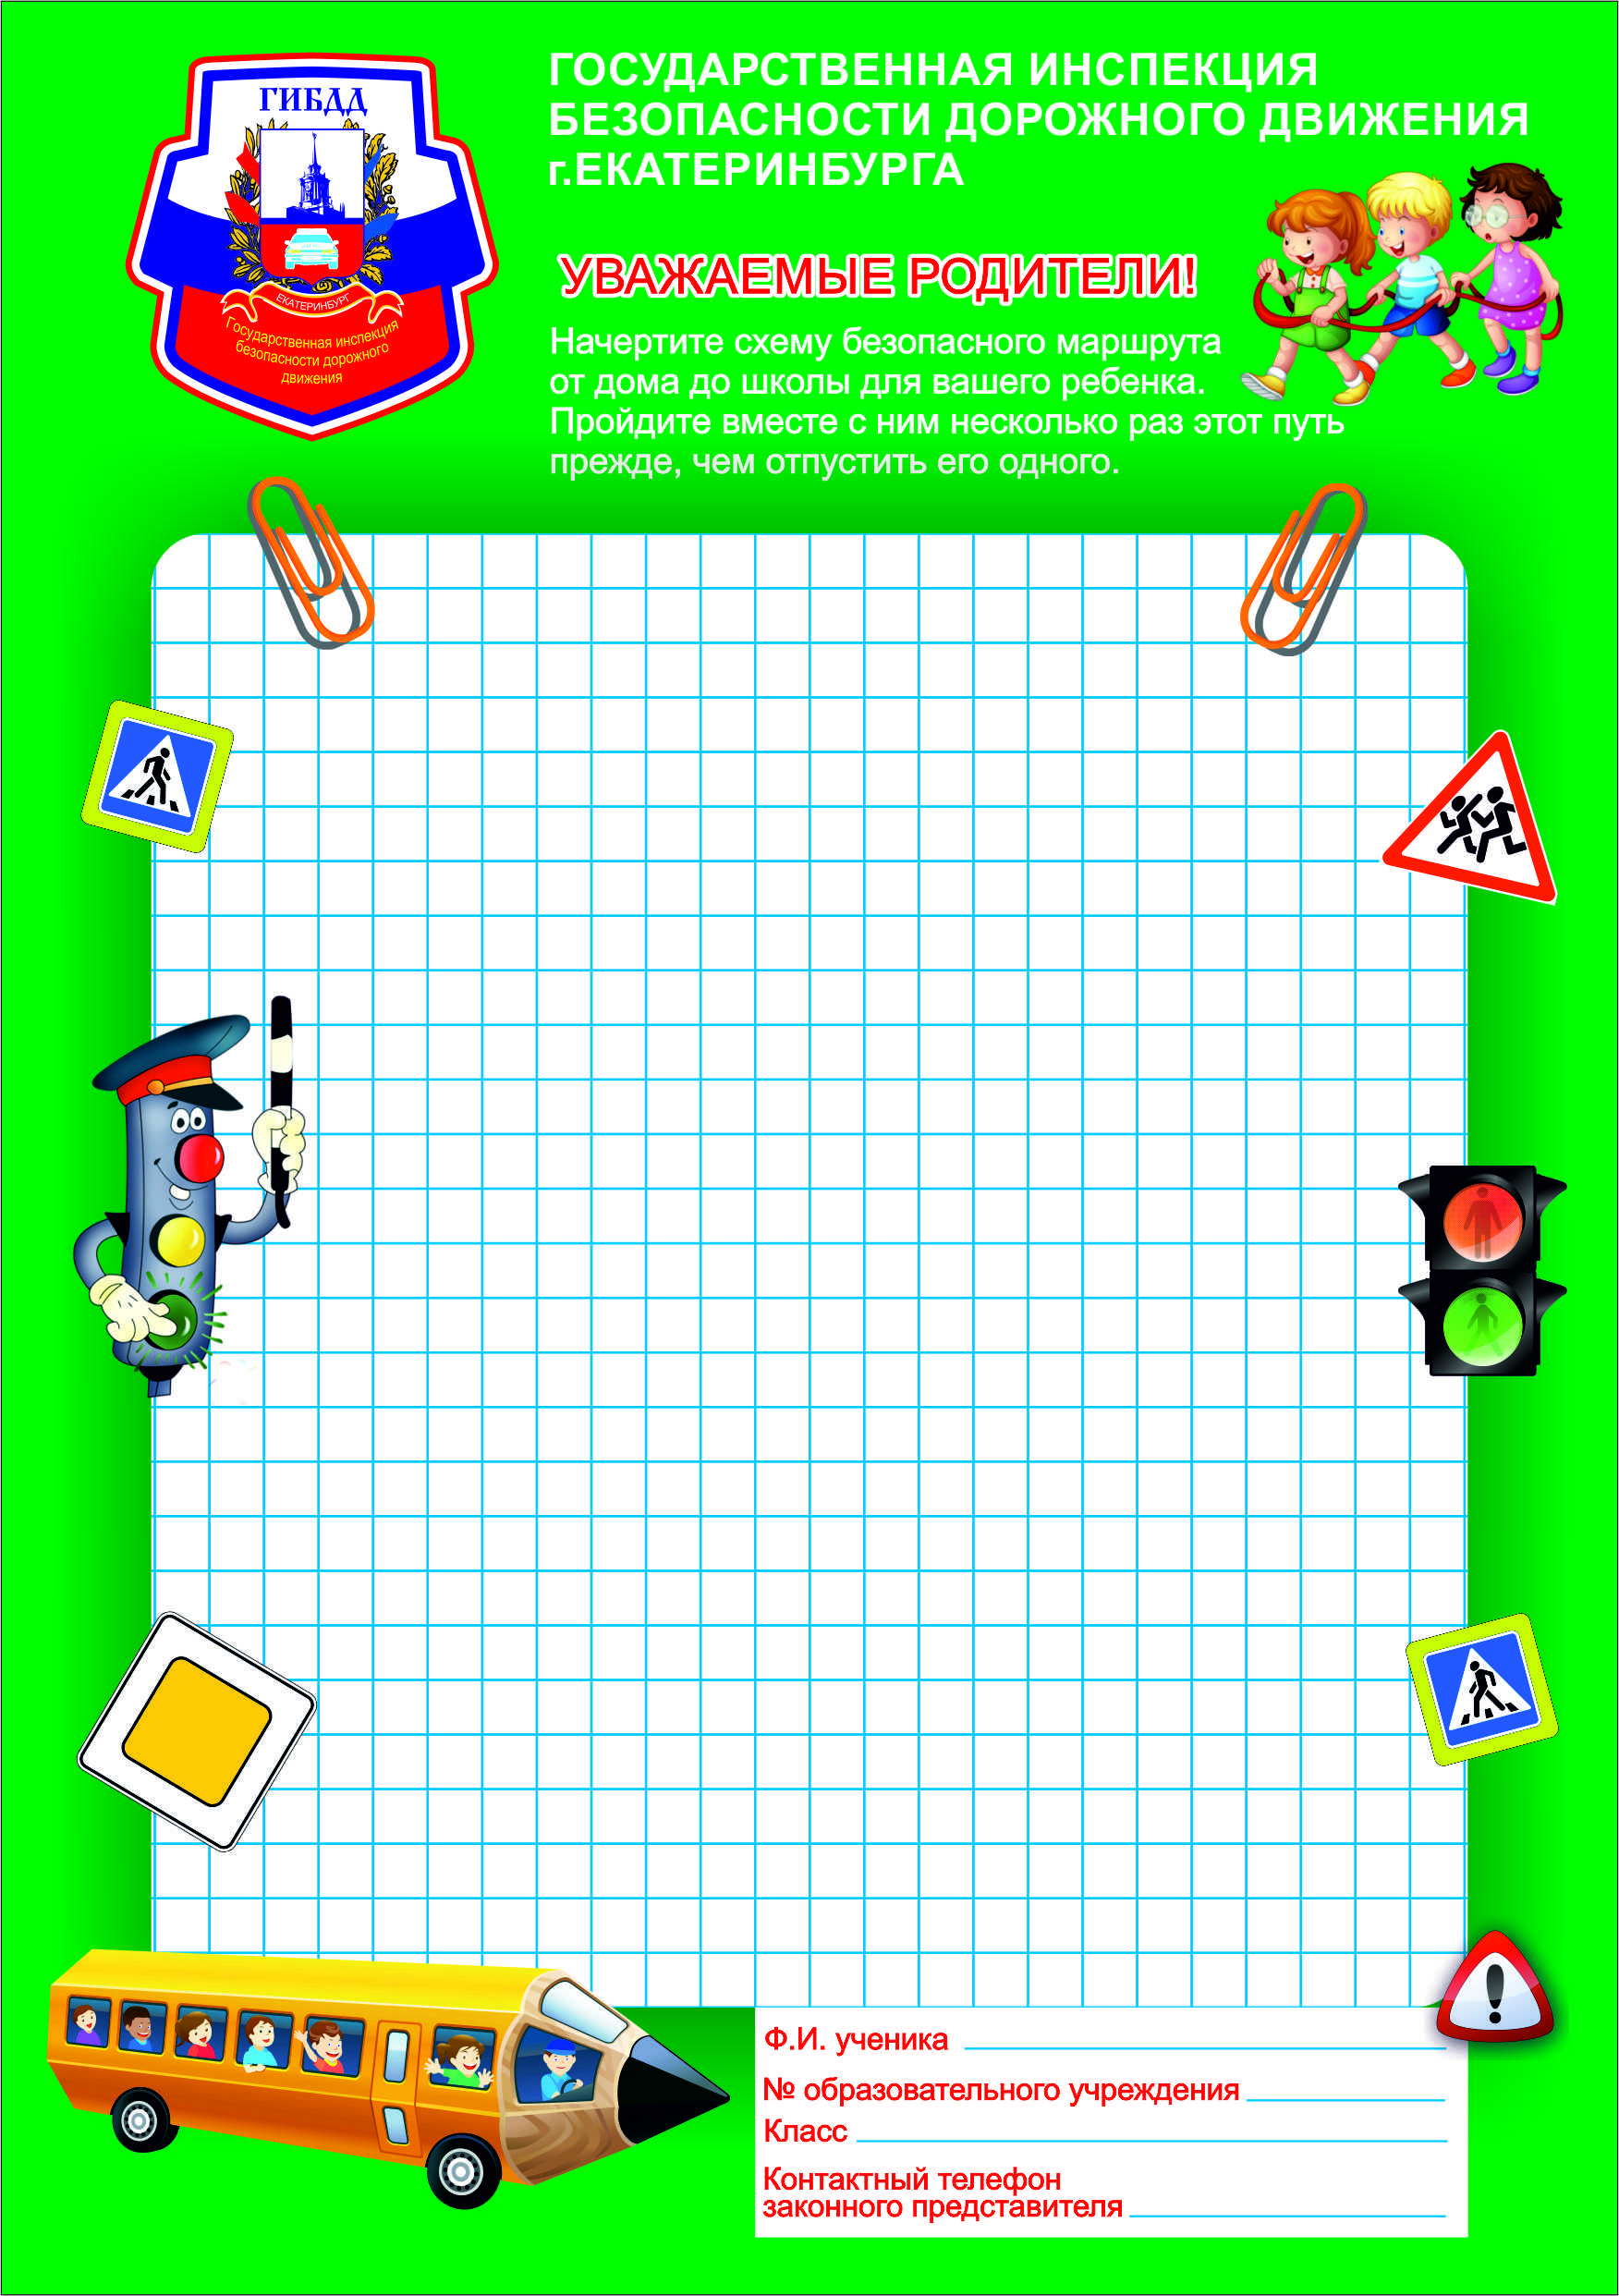 ГИБДД
ЕКАТЕРИНБУРГ
Государственная инспекция
безопасности дорожного
движения
ГОСУДАРСТВЕННАЯ ИНСПЕКЦИЯ
БЕЗОПАСНОСТИ ДОРОЖНОГО ДВИЖЕНИЯ
г.ЕКАТЕРИНБУРГА
УВАЖАЕМЫЕ РОДИТЕЛИ!
Начертите схему безопасного маршрута
от дома до школы для вашего ребенка.
Пройдите вместе с ним несколько раз этот путь
прежде, чем отпустить его одного.
Ф.И. ученика
№ образовательного учреждения
Класс
Контактный телефон
законного представителя